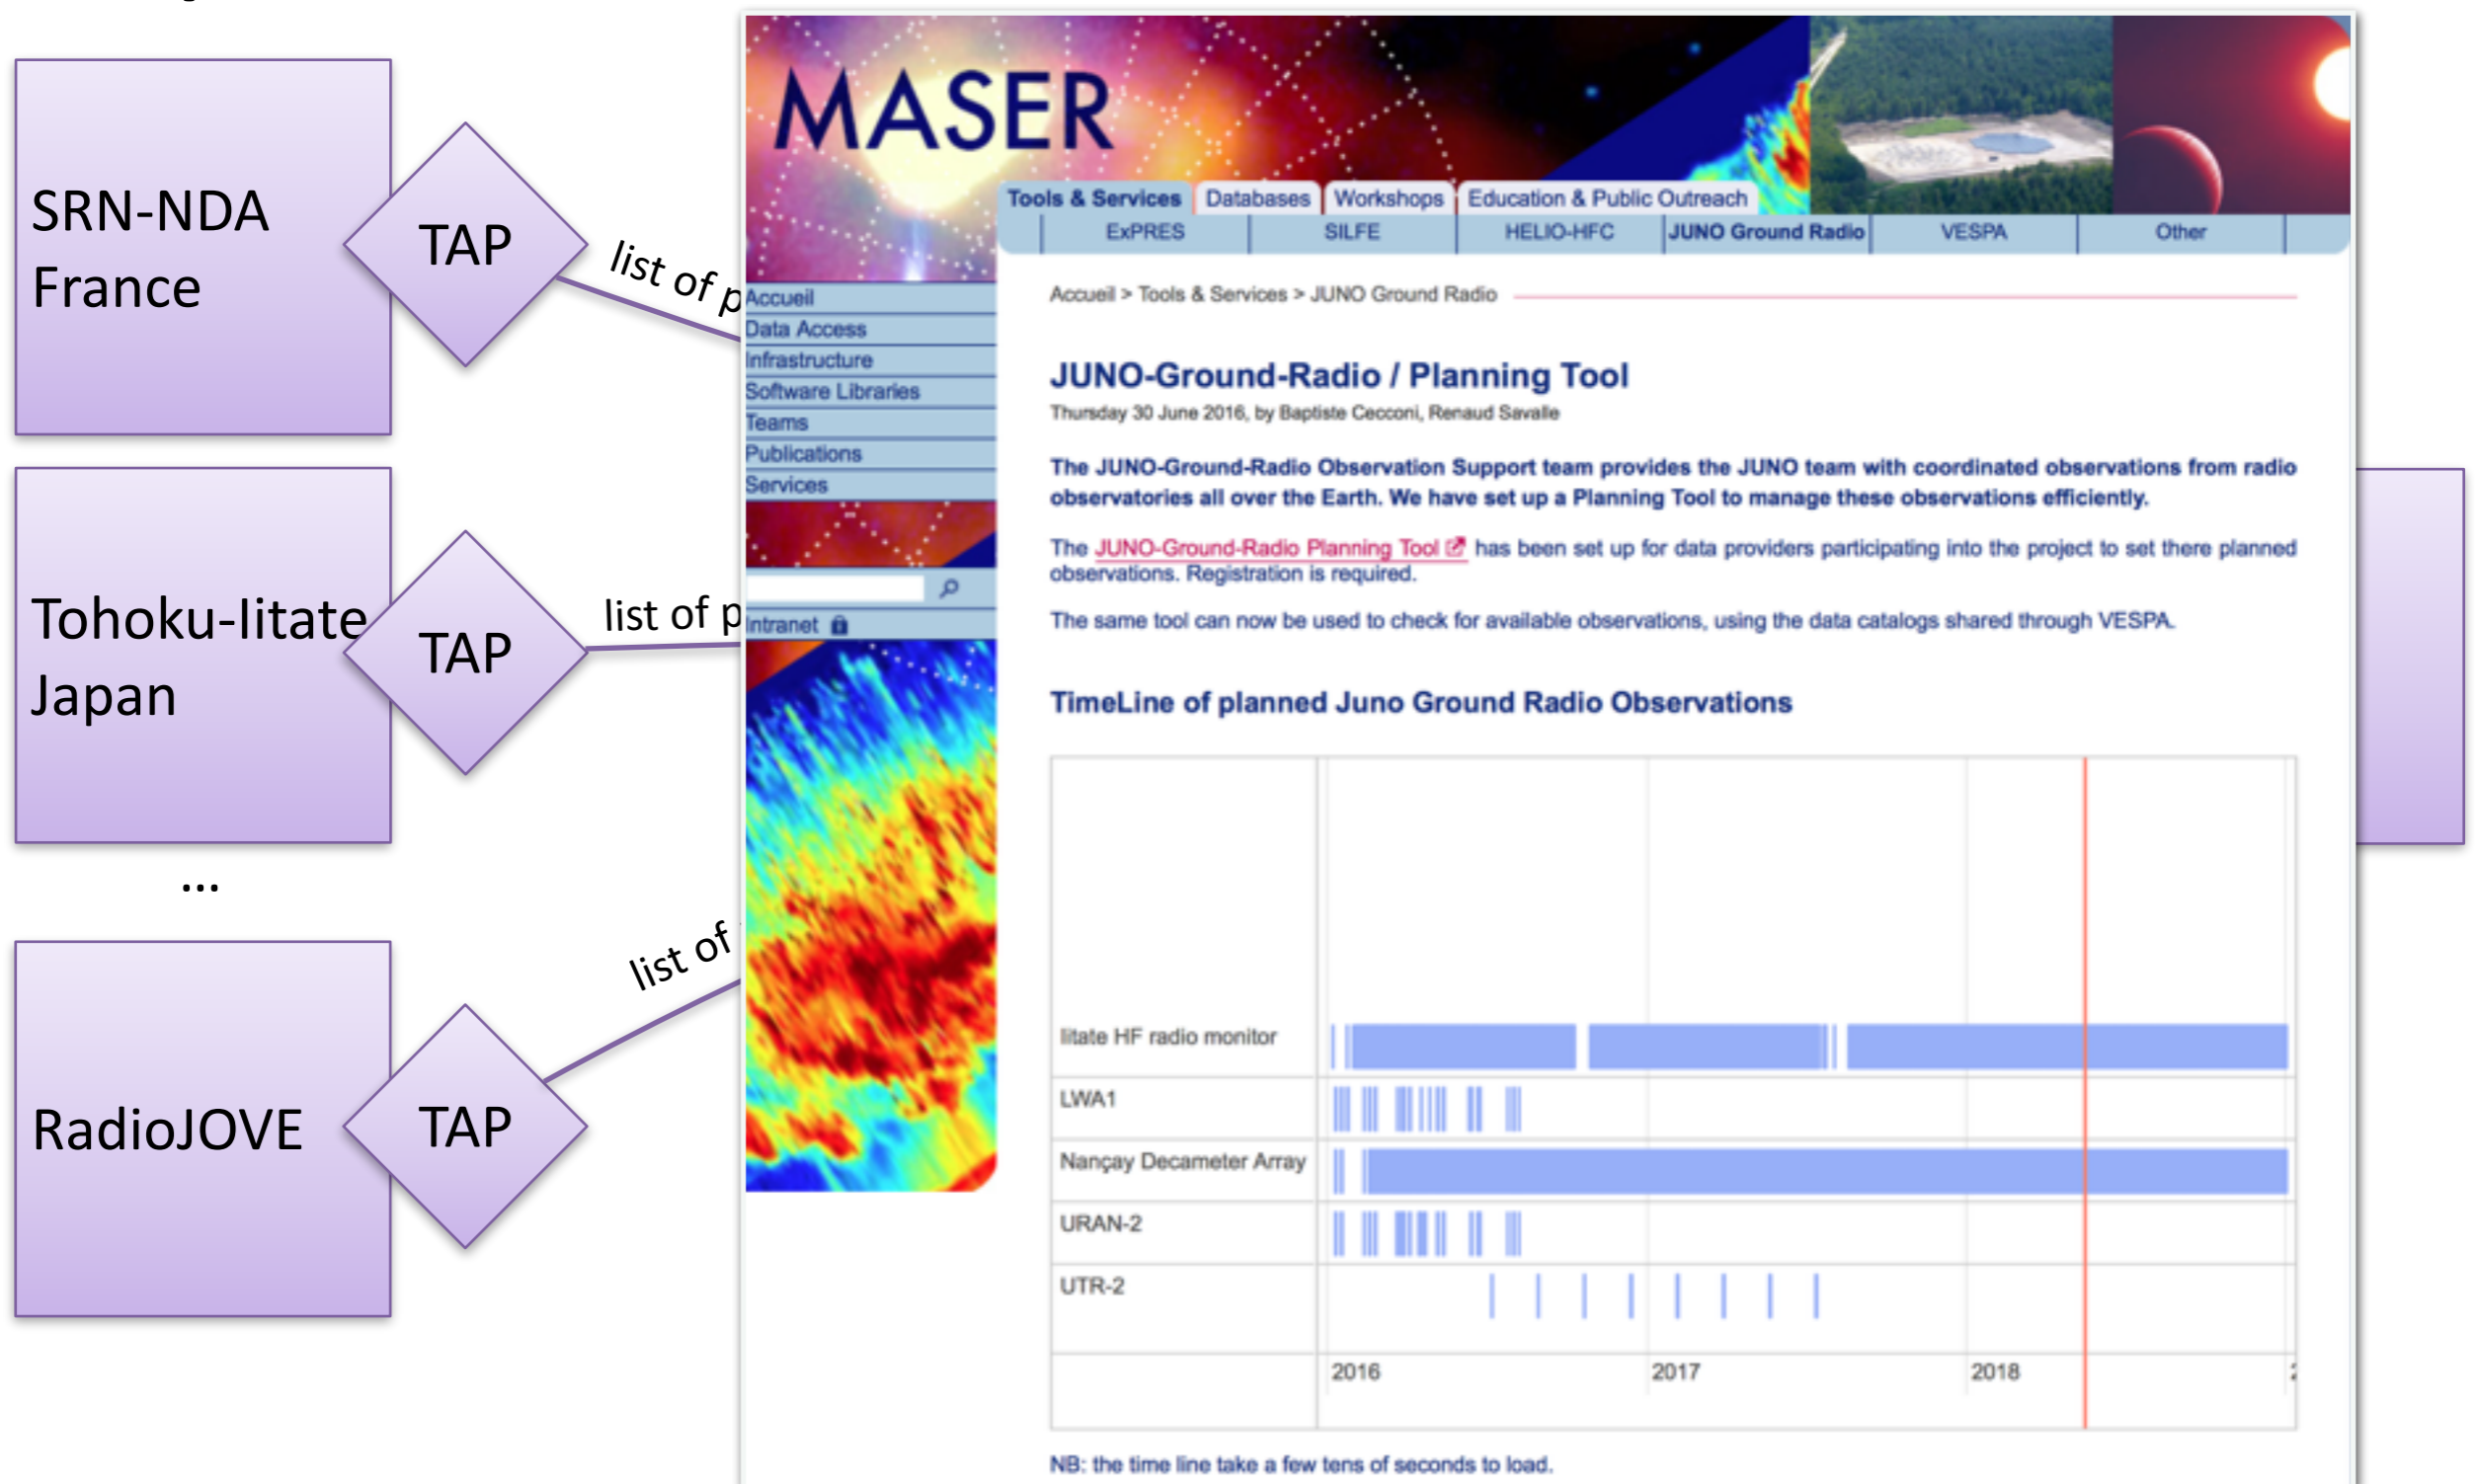 SRN-NDA
France
TAP
list of
Tohoku-Iitate
Japan
TAP
list of
...
RadioJOVE
TAP
list of
MASER
Tools & Services Databases Workshops Education & Public Outreach
ExPRES SILFE HELIO-HFC JUNO Ground Radio VESPA Other
Accueil
Data Access
Infrastructure
Software Libraries
Teams
Publications
Services
Intranet
Accueil > Tools & Services > JUNO Ground Radio
JUNO-Ground-Radio / Planning Tool
Thursday 30 June 2016, by Baptiste Cecconi, Renaud Savalle
The JUNO-Ground-Radio Observation Support team provides the JUNO team with coordinated observations from radio
observatories all over the Earth. We have set up a Planning Tool to manage these observations efficiently.
The JUNO-Ground-Radio Planning Tool has been set up for data providers participating into the project to set there planned
observations. Registration is required.
The same tool can now be used to check for available observations, using the data catalogs shared through VESPA.
TimeLine of planned Juno Ground Radio Observations
Iitate HF radio monitor
LWA1
Nançay Decameter Array
URAN-2
UTR-2
2016 2017 2018
NB: the time line take a few tens of seconds to load.